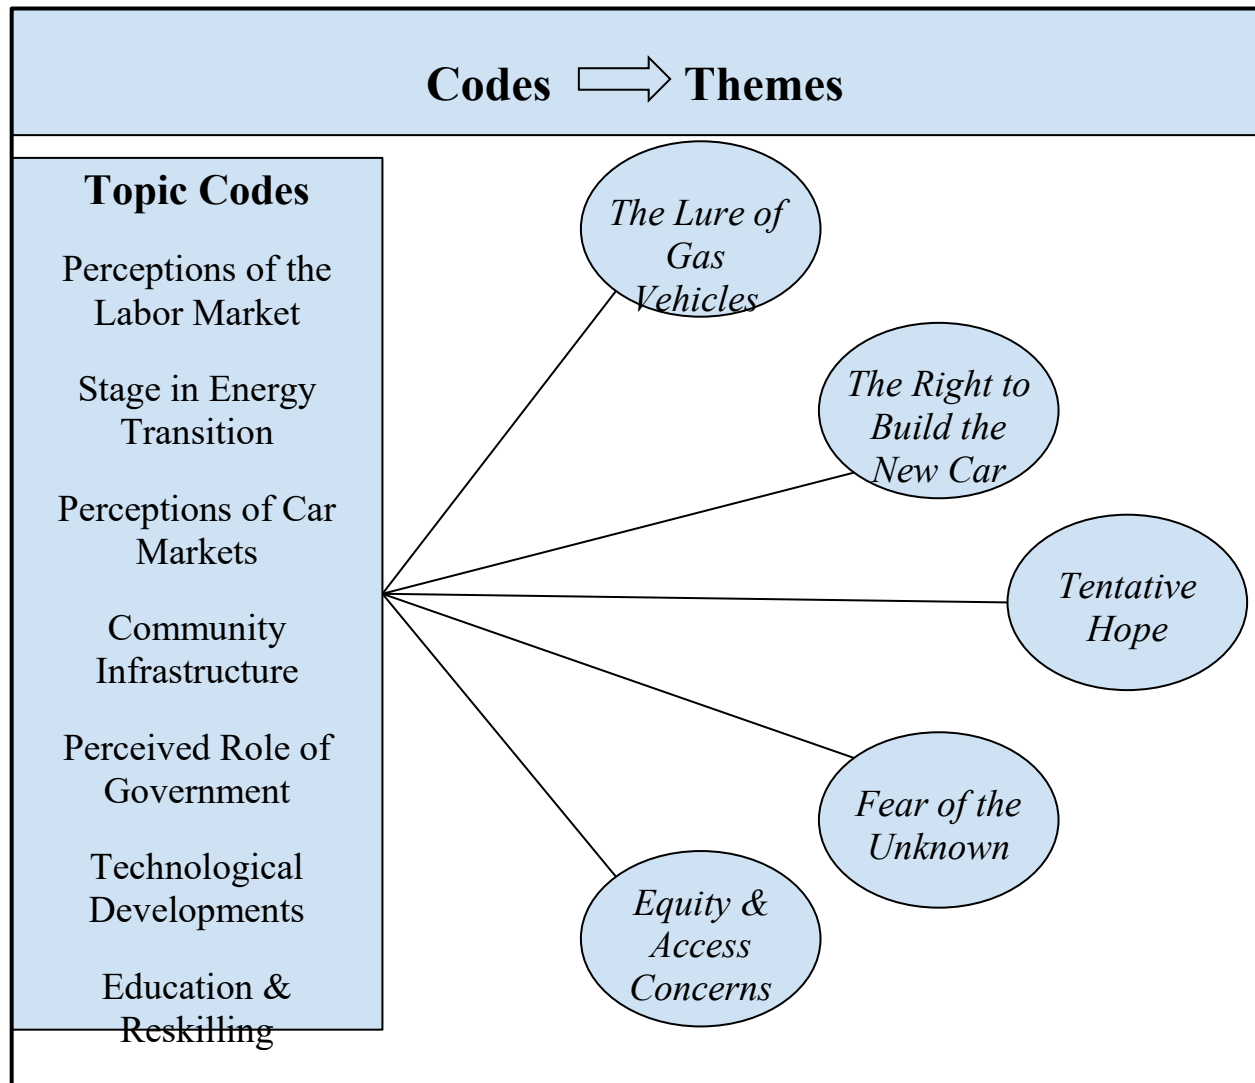 Codes Themes
Topic Codes
Perceptions of the
Labor Market
Stage in Energy
Transition
Perceptions of Car
Markets
Community
Infrastructure
Perceived Role of
Government
Technological
Developments
Education &
Reskilling
The Lure of
Gas
Vehicles
The Right to
Build the
New Car
Tentative
Hope
Fear of the
Unknown
Equity &
Access
Concerns